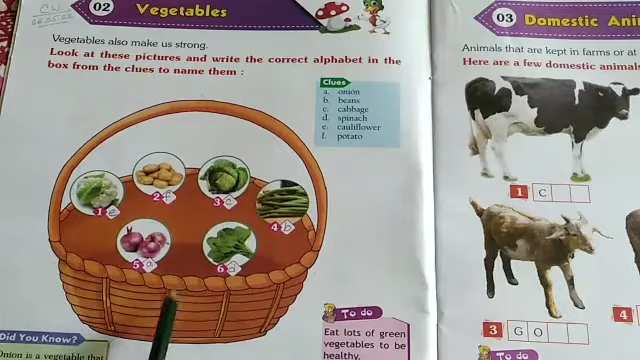 CW
02 Vegetables
Vegetables also make us strong.
Look at these pictures and write the correct alphabet in the
box from the clues to name them :
Clues
a. onion
b. beans
c. cabbage
d. spinach
e. cauliflower
f. potato
1 e
2 f
3 c
4 b
5 a
6 d
Did You Know?
Onion is a vegetable that
To do
Eat lots of green
vegetables to be
healthy.
03 Domestic
Animals that are kept in farms or at
Here are a few domestic animals
1 C
3 G O
4
To do